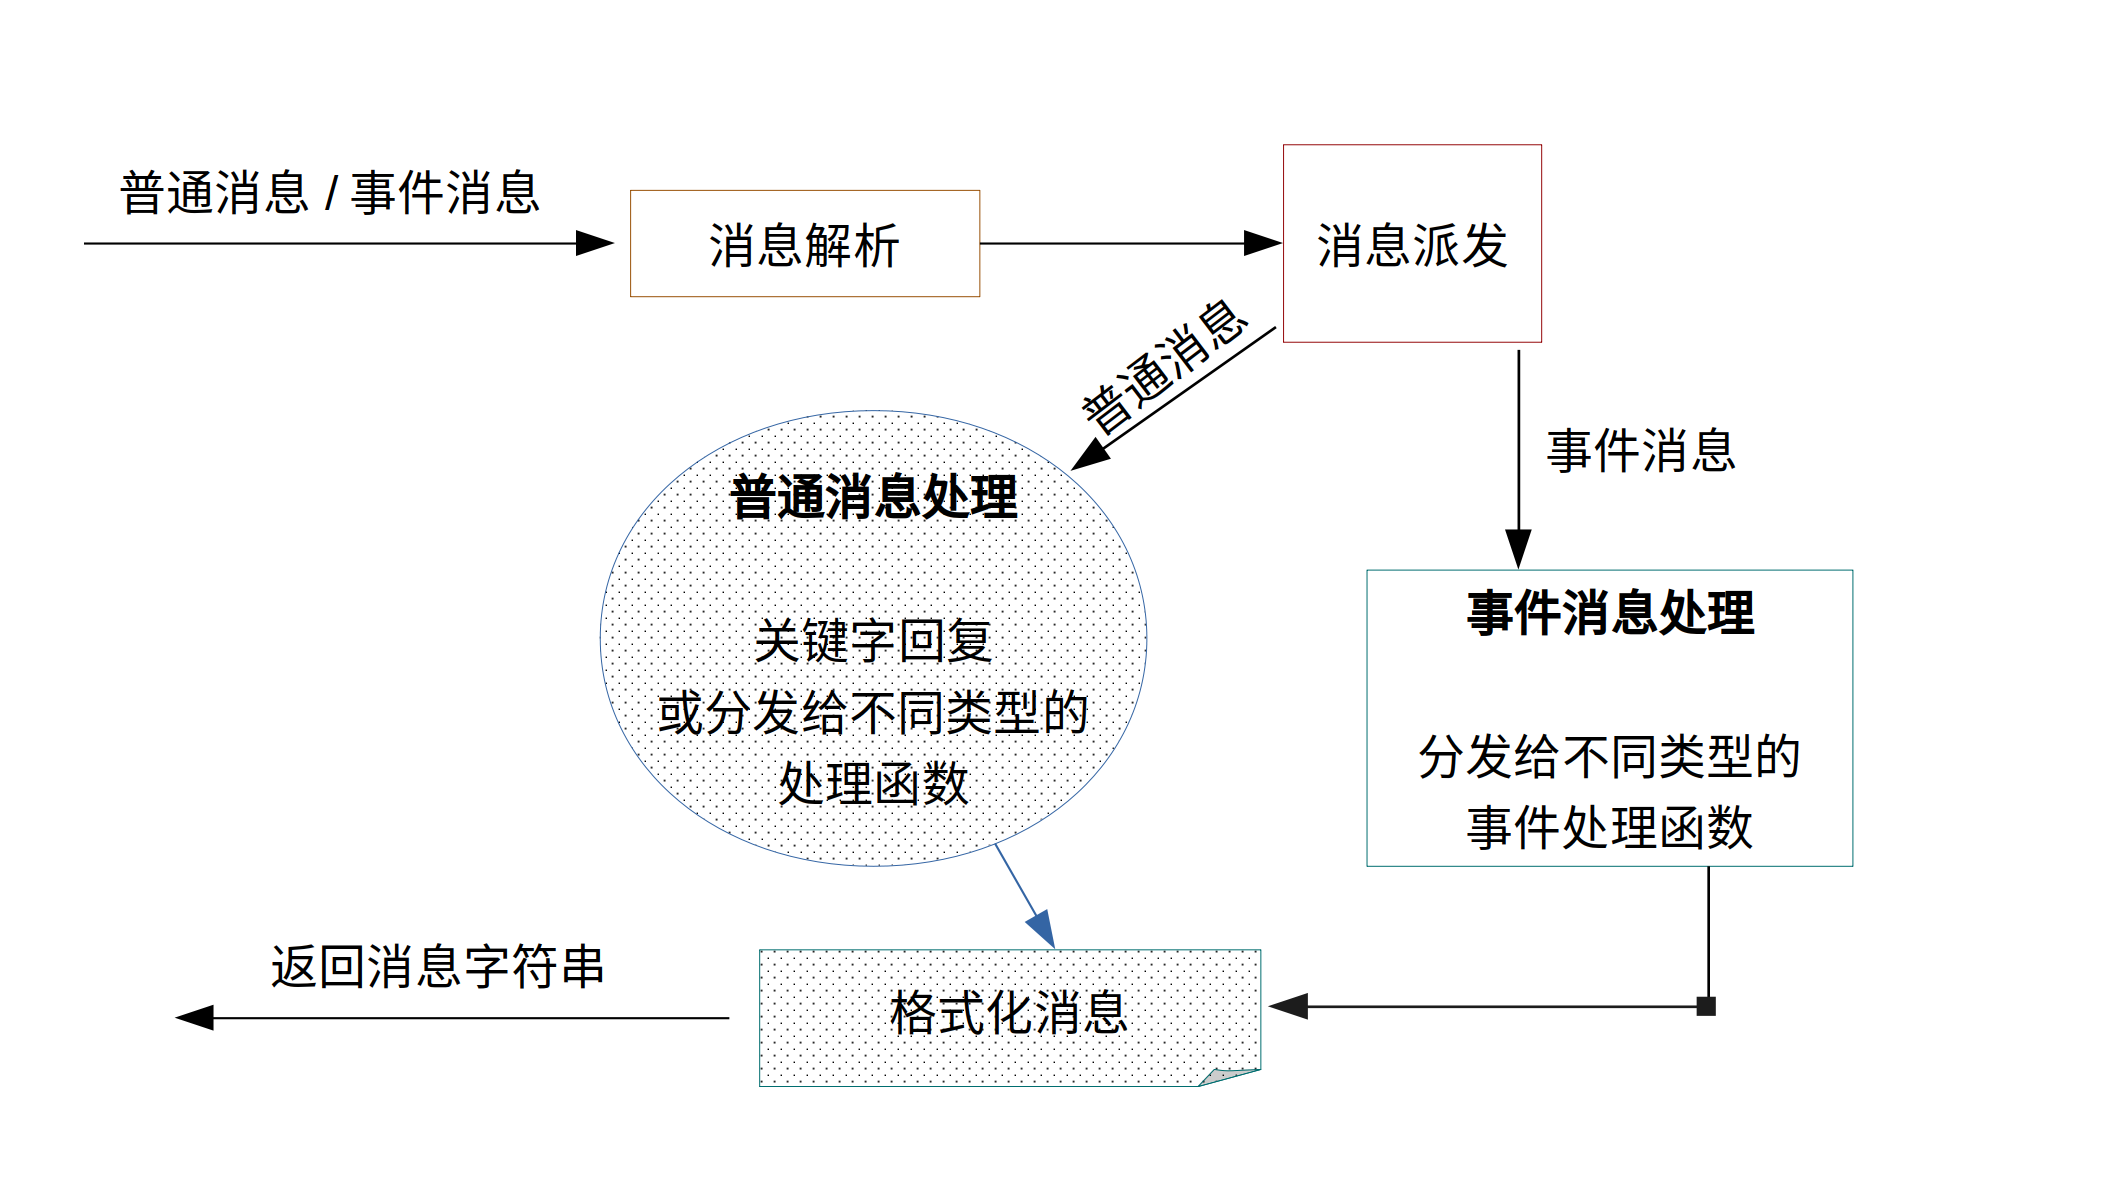 普通消息 / 事件消息
消息解析
消息派发
普通消息
事件消息
普通消息处理
关键字回复
或分发给不同类型的
处理函数
事件消息处理
分发给不同类型的
事件处理函数
返回消息字符串
格式化消息